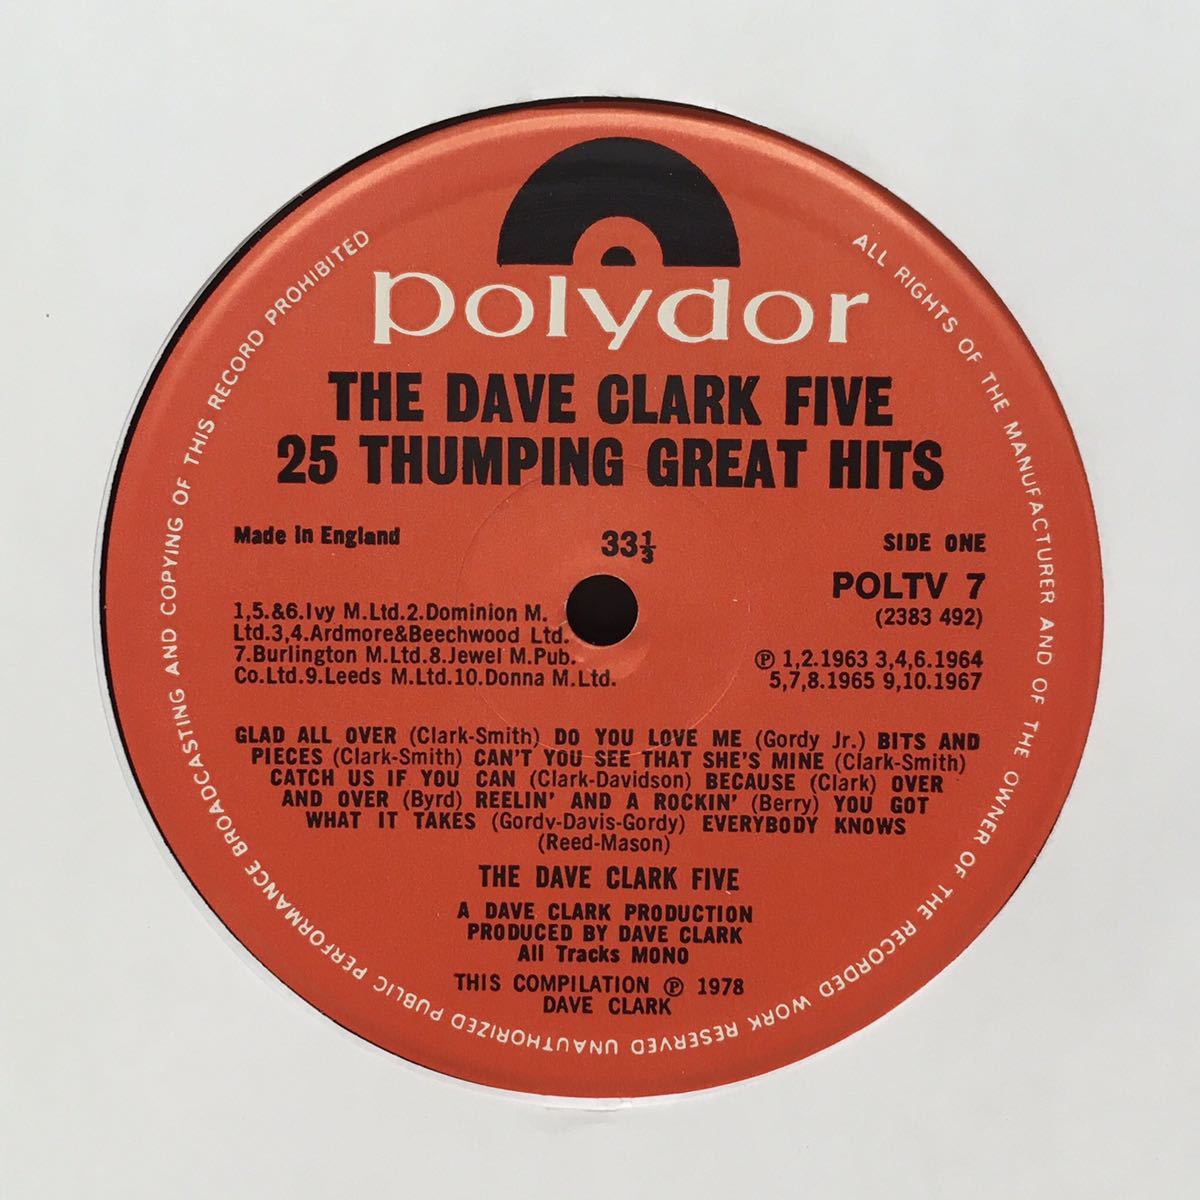 polydor
THE DAVE CLARK FIVE
25 THUMPING GREAT HITS
Made in England
33⅓
SIDE ONE
POLTV 7
(2383 492)
1,5.&6.Ivy M.Ltd.2.Dominion M.
Ltd.3,4.Ardmore&Beechwood Ltd.
7.Burlington M.Ltd.8.Jewel M.Pub.
Co.Ltd.9.Leeds M.Ltd.10.Donna M.Ltd.
℗ 1,2.1963 3,4,6.1964
5,7,8.1965 9,10.1967
GLAD ALL OVER (Clark-Smith) DO YOU LOVE ME (Gordy Jr.) BITS AND
PIECES (Clark-Smith) CAN'T YOU SEE THAT SHE'S MINE (Clark-Smith)
CATCH US IF YOU CAN (Clark-Davidson) BECAUSE (Clark) OVER
AND OVER (Byrd) REELIN' AND A ROCKIN' (Berry) YOU GOT
WHAT IT TAKES (Gordy-Davis-Gordy) EVERYBODY KNOWS
(Reed-Mason)
THE DAVE CLARK FIVE
A DAVE CLARK PRODUCTION
PRODUCED BY DAVE CLARK
All Tracks MONO
THIS COMPILATION ℗ 1978
DAVE CLARK
ALL RIGHTS OF THE MANUFACTURER AND OF THE OWNER OF THE RECORDED WORK RESERVED UNAUTHORIZED PUBLIC PERFORMANCE BROADCASTING AND COPYING OF THIS RECORD PROHIBITED